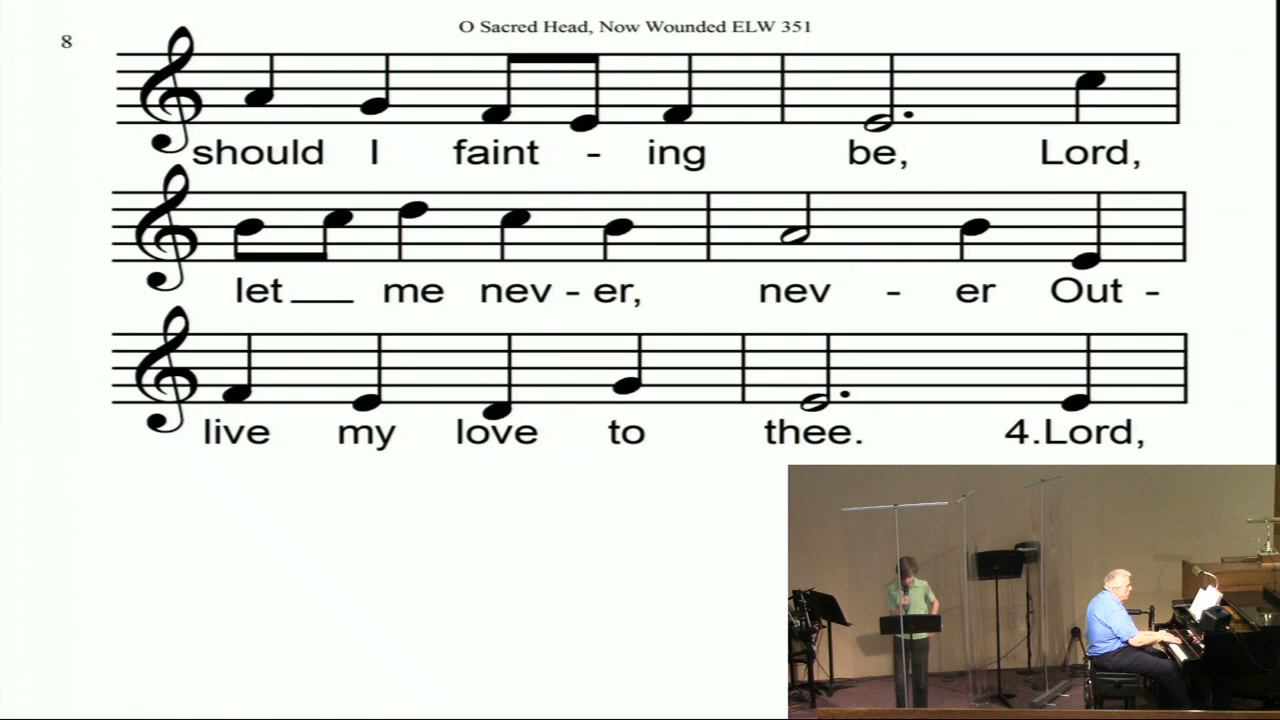 O Sacred Head, Now Wounded ELW 351
8
should I faint - ing be, Lord,
let ___ me nev - er, nev - er Out -
live my love to thee. 4.Lord,